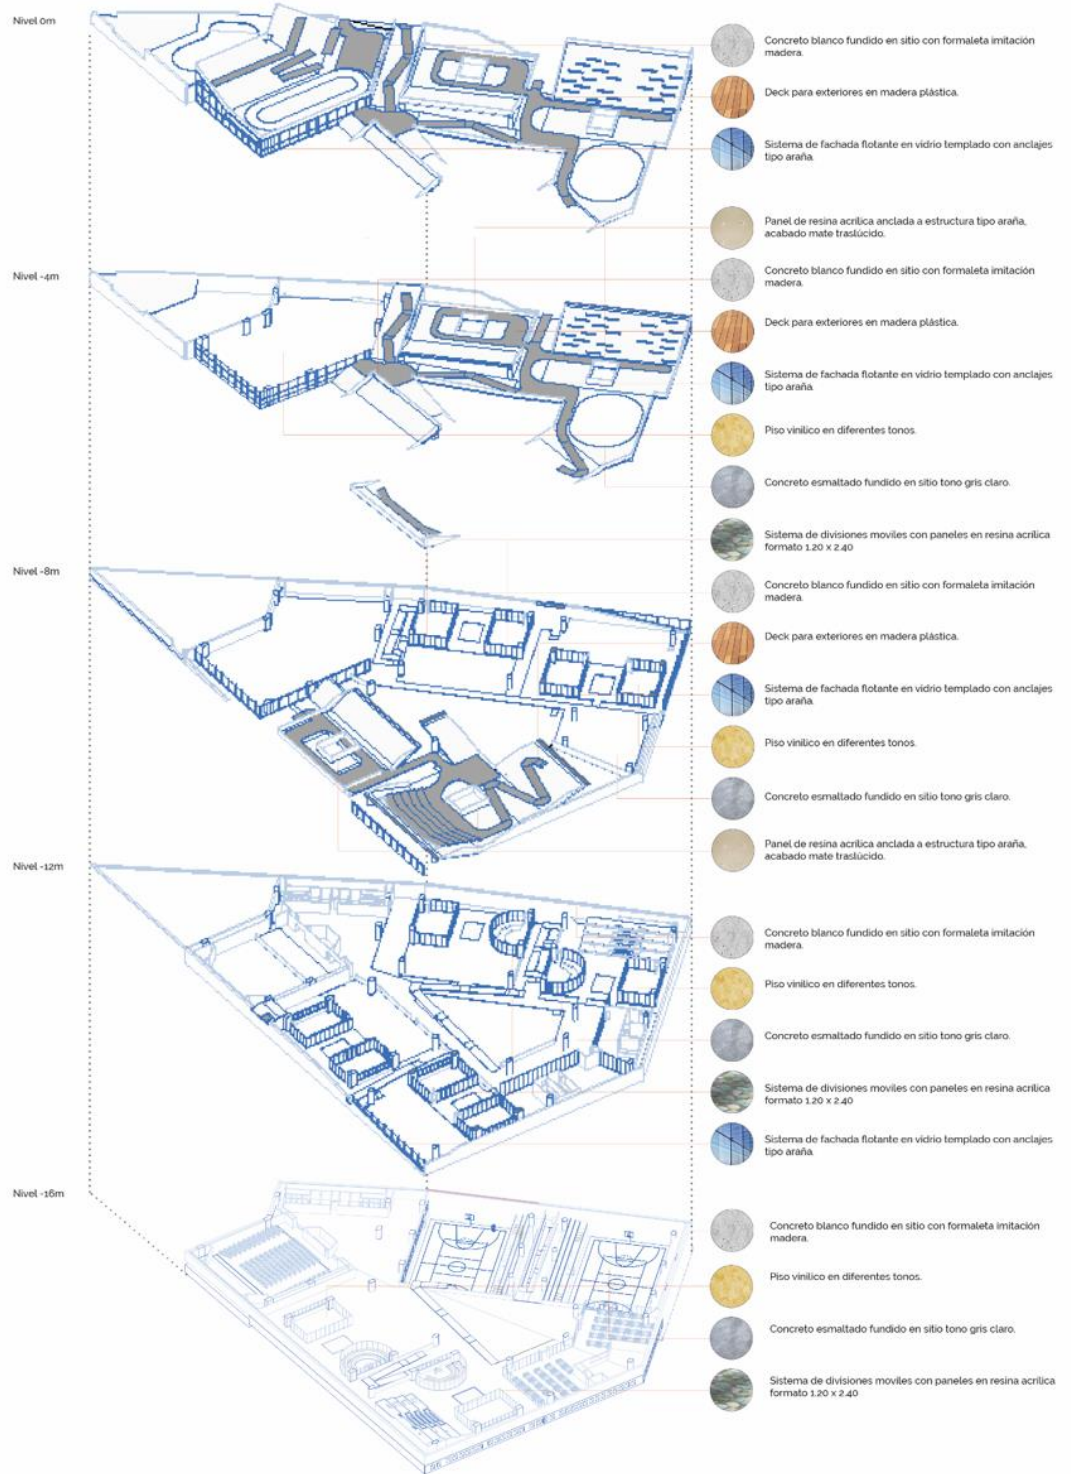 Nivel 0m
Concreto blanco fundido en sitio con formaleta imitación
madera.
Deck para exteriores en madera plástica.
Sistema de fachada flotante en vidrio templado con anclajes
tipo araña.
Panel de resina acrílica anclada a estructura tipo araña,
acabado mate traslúcido.
Nivel -4m
Concreto blanco fundido en sitio con formaleta imitación
madera.
Deck para exteriores en madera plástica.
Sistema de fachada flotante en vidrio templado con anclajes
tipo araña.
Piso vinilico en diferentes tonos.
Concreto esmaltado fundido en sitio tono gris claro.
Sistema de divisiones moviles con paneles en resina acrílica
formato 1.20 x 2.40
Nivel -8m
Concreto blanco fundido en sitio con formaleta imitación
madera.
Deck para exteriores en madera plástica.
Sistema de fachada flotante en vidrio templado con anclajes
tipo araña.
Piso vinilico en diferentes tonos.
Concreto esmaltado fundido en sitio tono gris claro.
Panel de resina acrílica anclada a estructura tipo araña,
acabado mate traslúcido.
Nivel -12m
Concreto blanco fundido en sitio con formaleta imitación
madera.
Piso vinilico en diferentes tonos.
Concreto esmaltado fundido en sitio tono gris claro.
Sistema de divisiones moviles con paneles en resina acrílica
formato 1.20 x 2.40
Sistema de fachada flotante en vidrio templado con anclajes
tipo araña.
Nivel -16m
Concreto blanco fundido en sitio con formaleta imitación
madera.
Piso vinilico en diferentes tonos.
Concreto esmaltado fundido en sitio tono gris claro.
Sistema de divisiones moviles con paneles en resina acrílica
formato 1.20 x 2.40